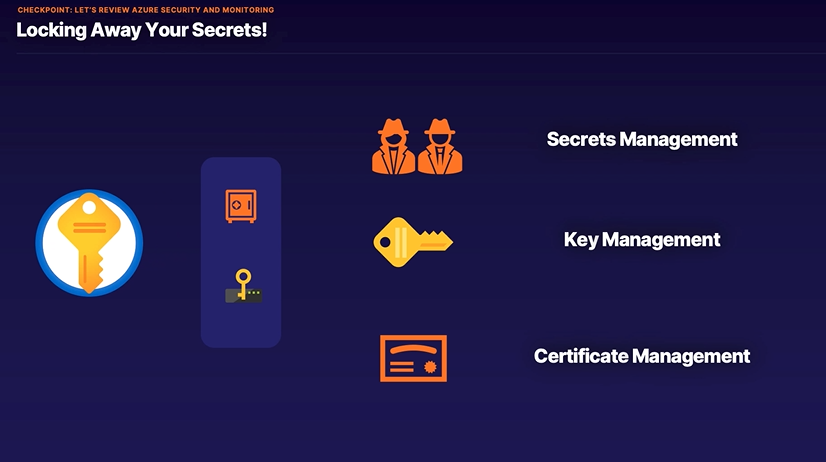 CHECKPOINT: LET'S REVIEW AZURE SECURITY AND MONITORING
Locking Away Your Secrets!
Secrets Management
Key Management
Certificate Management